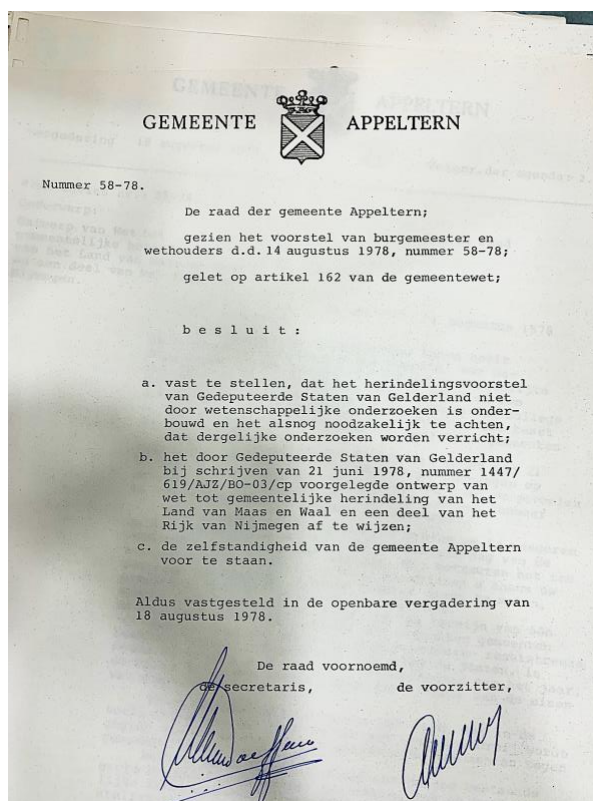 GEMEENTE APPELTERN
Nummer 58-78.
De raad der gemeente Appeltern;
gezien het voorstel van burgemeester en
wethouders d.d. 14 augustus 1978, nummer 58-78;
gelet op artikel 162 van de gemeentewet;
b e s l u i t :
a. vast te stellen, dat het herindelingsvoorstel
van Gedeputeerde Staten van Gelderland niet
door wetenschappelijke onderzoeken is onder-
bouwd en het alsnog noodzakelijk te achten,
dat dergelijke onderzoeken worden verricht;
b. het door Gedeputeerde Staten van Gelderland
bij schrijven van 21 juni 1978, nummer 1447/
619/AJZ/BO-03/cp voorgelegde ontwerp van
wet tot gemeentelijke herindeling van het
Land van Maas en Waal en een deel van het
Rijk van Nijmegen af te wijzen;
c. de zelfstandigheid van de gemeente Appeltern
voor te staan.
Aldus vastgesteld in de openbare vergadering van
18 augustus 1978.
De raad voornoemd,
de secretaris, de voorzitter,